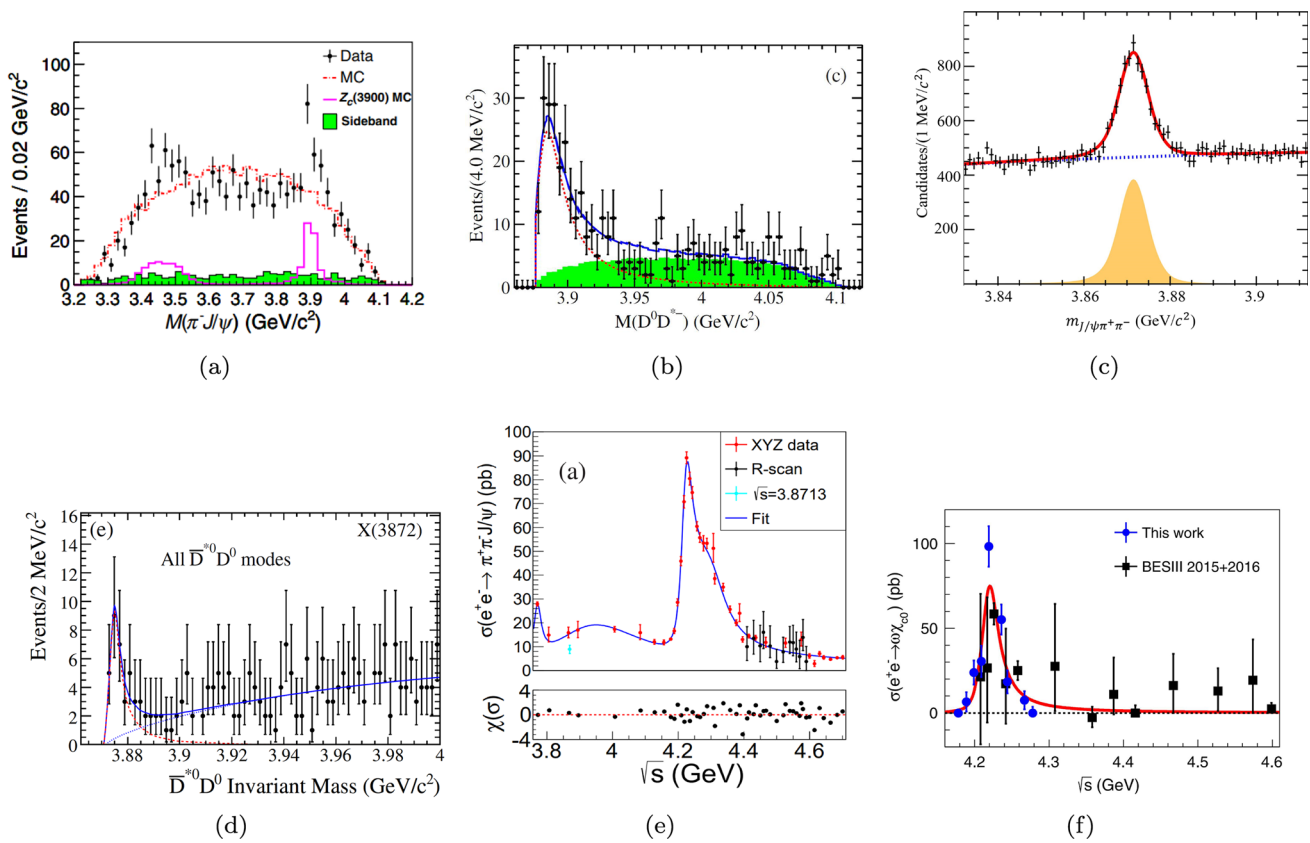 100
80
60
40
20
0
Events / 0.02 GeV/c²
Data
MC
Zc(3900) MC
Sideband
3.2 3.3 3.4 3.5 3.6 3.7 3.8 3.9 4 4.1 4.2
M(π⁻J/ψ) (GeV/c²)
(a)
30
20
10
0
Events/(4.0 MeV/c²)
(c)
3.9 3.95 4 4.05 4.1
M(D⁰D*⁻) (GeV/c²)
(b)
800
600
400
200
Candidates/(1 MeV/c²)
3.84 3.86 3.88 3.9
m_J/ψπ⁺π⁻ (GeV/c²)
(c)
16
14
12
10
8
6
4
2
0
Events/2 MeV/c²
(e) X(3872)
All D̅*⁰D⁰ modes
3.88 3.9 3.92 3.94 3.96 3.98 4
D̅*⁰D⁰ Invariant Mass (GeV/c²)
(d)
100
90
80
70
60
50
40
30
20
10
0
σ(e⁺e⁻→ π⁺π⁻J/ψ) (pb)
(a)
XYZ data
R-scan
√s=3.8713
Fit
4
2
0
−2
−4
χ(σ)
3.8 4 4.2 4.4 4.6
√s (GeV)
(e)
100
50
0
σ(e⁺e⁻→ωχc0) (pb)
This work
BESIII 2015+2016
4.2 4.3 4.4 4.5 4.6
√s (GeV)
(f)